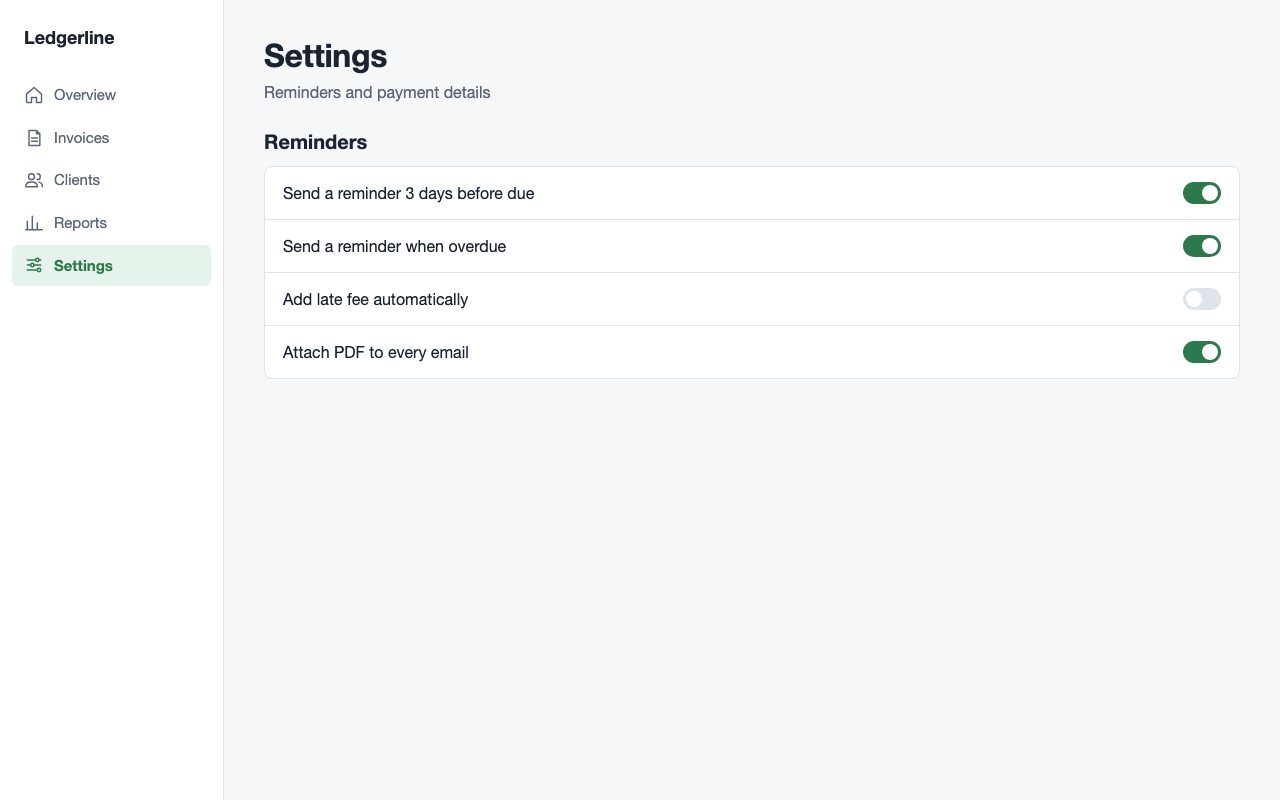 Ledgerline
Overview
Invoices
Clients
Reports
Settings
Settings
Reminders and payment details
Reminders
Send a reminder 3 days before due
Send a reminder when overdue
Add late fee automatically
Attach PDF to every email